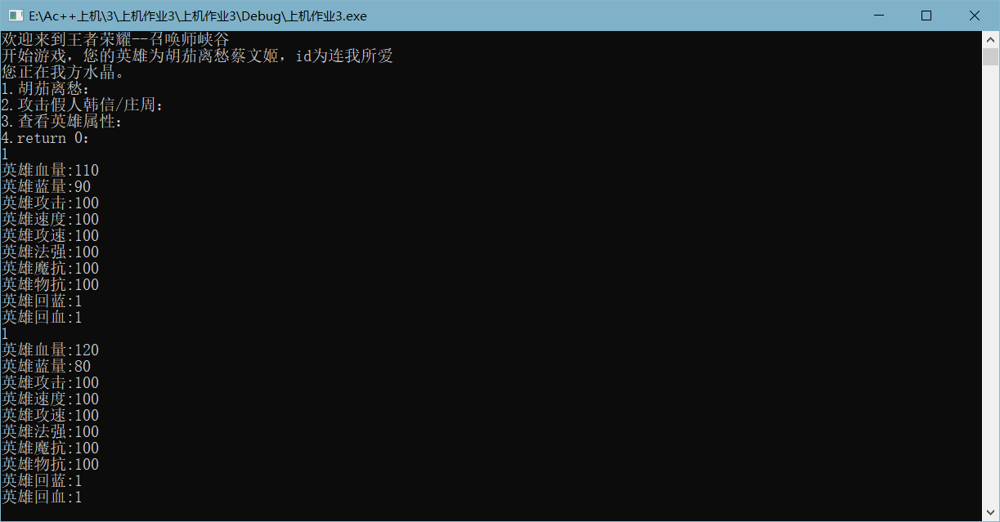 E:\Ac++上机\3\上机作业3\上机作业3\Debug\上机作业3.exe
欢迎来到王者荣耀--召唤师峡谷
开始游戏，您的英雄为胡茄离愁蔡文姬，id为连我所爱
您正在我方水晶。
1.胡茄离愁：
2.攻击假人韩信/庄周：
3.查看英雄属性：
4.return 0：
1
英雄血量:110
英雄蓝量:90
英雄攻击:100
英雄速度:100
英雄攻速:100
英雄法强:100
英雄魔抗:100
英雄物抗:100
英雄回蓝:1
英雄回血:1
1
英雄血量:120
英雄蓝量:80
英雄攻击:100
英雄速度:100
英雄攻速:100
英雄法强:100
英雄魔抗:100
英雄物抗:100
英雄回蓝:1
英雄回血:1